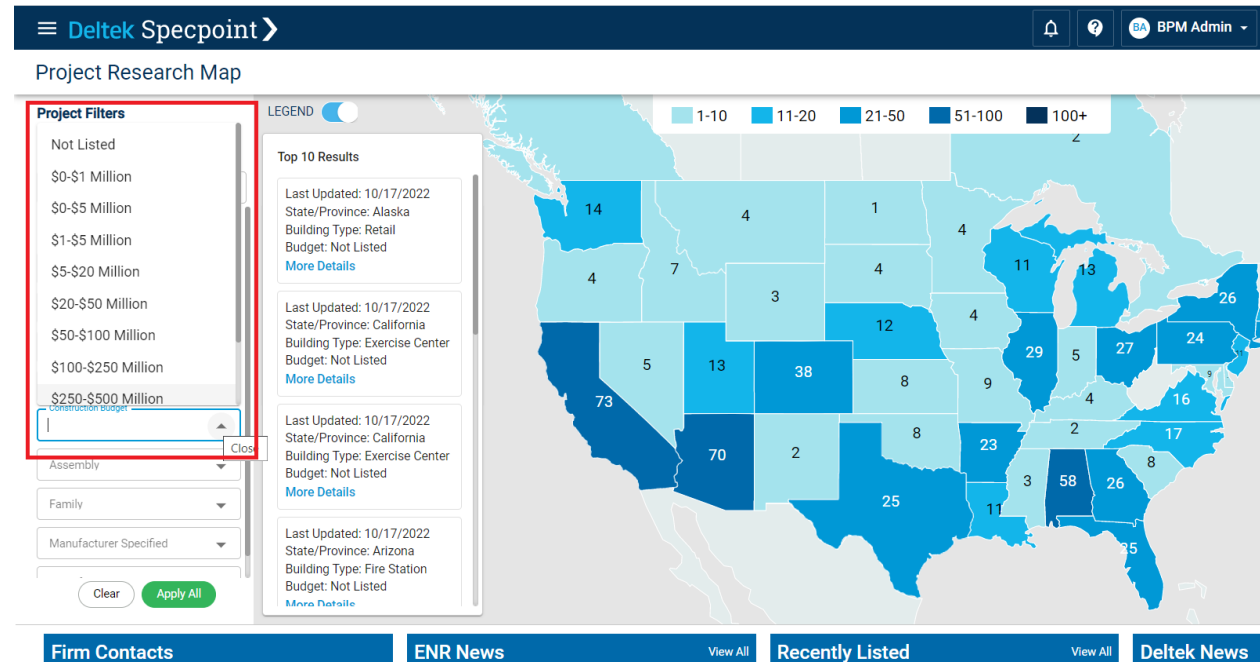 Deltek Specpoint
BA BPM Admin
Project Research Map
Project Filters
Not Listed
$0-$1 Million
$0-$5 Million
$1-$5 Million
$5-$20 Million
$20-$50 Million
$50-$100 Million
$100-$250 Million
$250-$500 Million
Construction Budget
Close
Assembly
Family
Manufacturer Specified
Clear
Apply All
LEGEND
Top 10 Results
Last Updated: 10/17/2022
State/Province: Alaska
Building Type: Retail
Budget: Not Listed
More Details
Last Updated: 10/17/2022
State/Province: California
Building Type: Exercise Center
Budget: Not Listed
More Details
Last Updated: 10/17/2022
State/Province: California
Building Type: Exercise Center
Budget: Not Listed
More Details
Last Updated: 10/17/2022
State/Province: Arizona
Building Type: Fire Station
Budget: Not Listed
More Details
1-10 11-20 21-50 51-100 100+
2
14 4 1 4
4 7 3 4 11 13 26
12 4
5 13 38 29 5 27 24 11
73 8 9 9
4 16
70 2 8 23 2 17
25 11 3 58 26 8
25
Firm Contacts
ENR News View All
Recently Listed View All
Deltek News